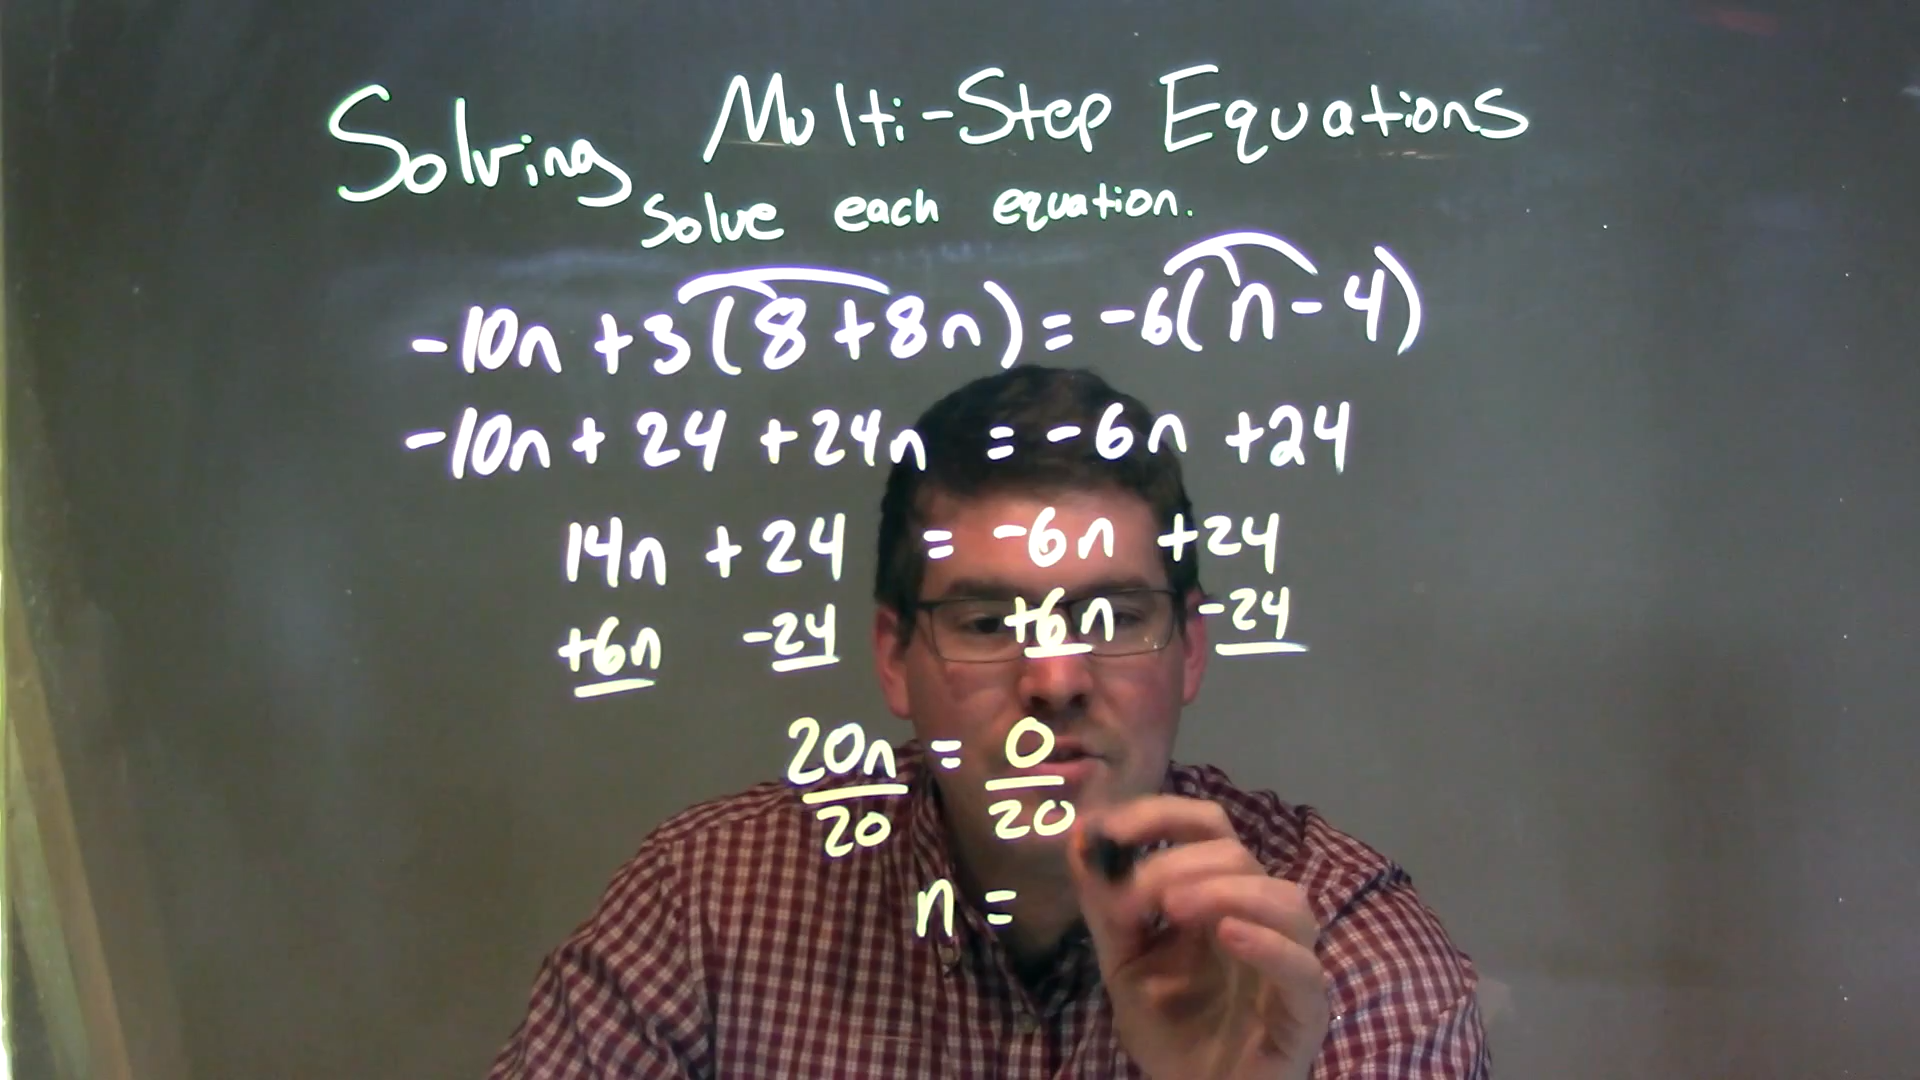 Solving Multi-Step Equations
Solve each equation.
-10n + 3(8+8n) = -6(n-4)
-10n + 24 + 24n = -6n + 24
14n + 24 = -6n + 24
+6n -24 +6n -24
20n = 0
20 20
n =